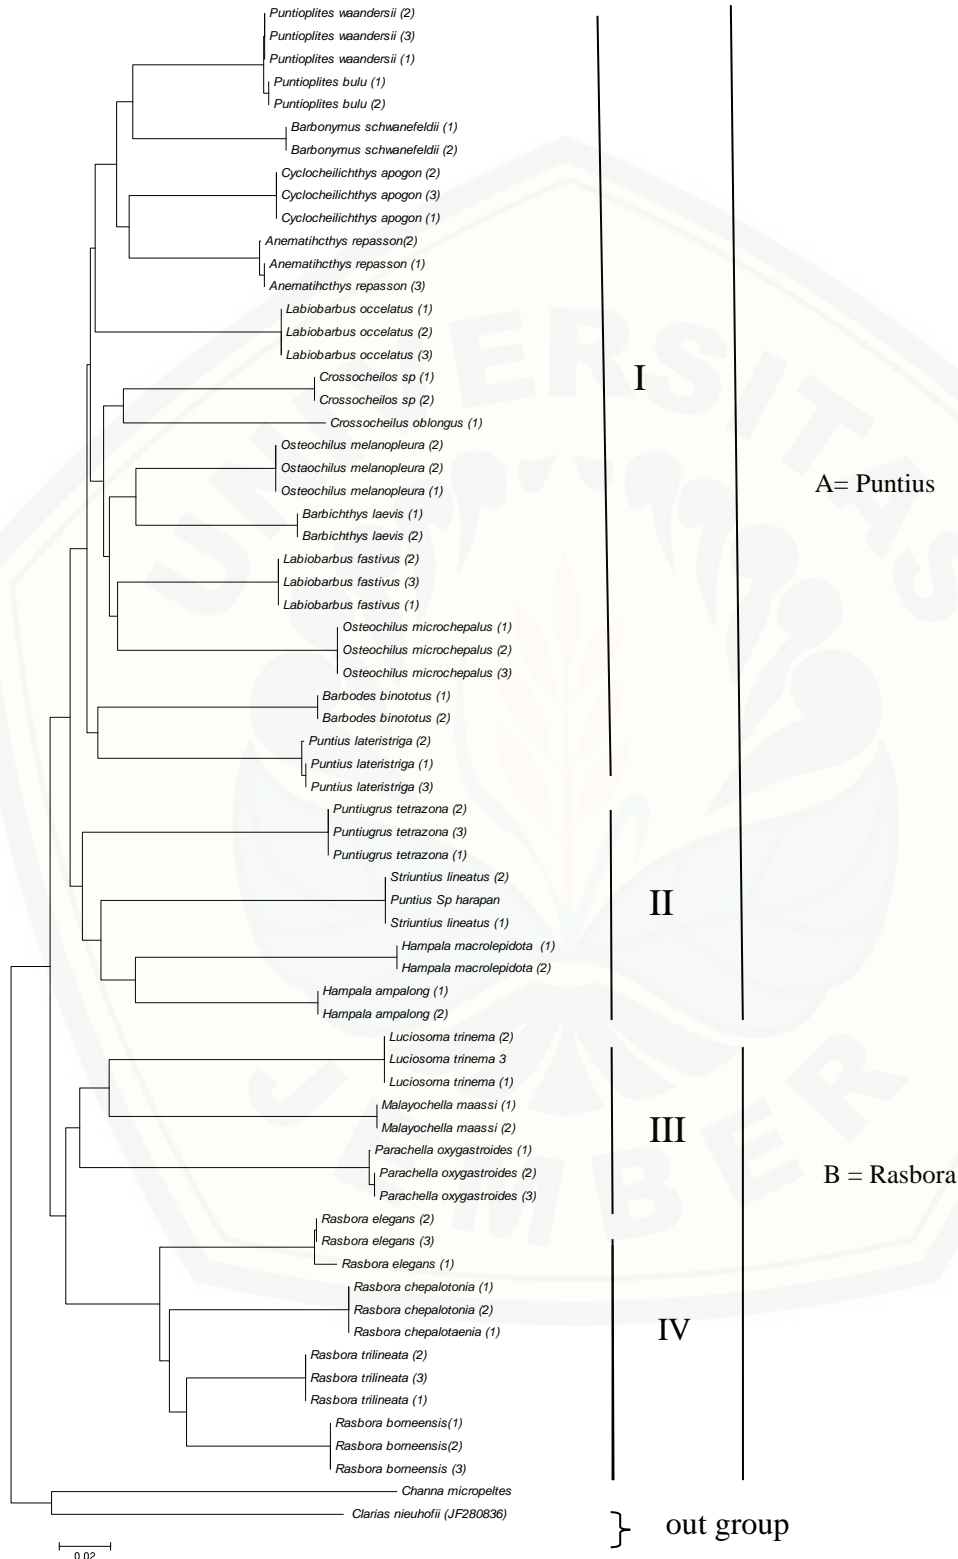 Puntioplites waandersii (2)
Puntioplites waandersii (3)
Puntioplites waandersii (1)
Puntioplites bulu (1)
Puntioplites bulu (2)
Barbonymus schwanefeldii (1)
Barbonymus schwanefeldii (2)
Cyclocheilichthys apogon (2)
Cyclocheilichthys apogon (3)
Cyclocheilichthys apogon (1)
Anematihcthys repasson(2)
Anematihcthys repasson (1)
Anematihcthys repasson (3)
Labiobarbus occelatus (1)
Labiobarbus occelatus (2)
Labiobarbus occelatus (3)
Crossocheilos sp (1)
Crossocheilos sp (2)
Crossocheilus oblongus (1)
Osteochilus melanopleura (2)
Ostaochilus melanopleura (2)
Osteochilus melanopleura (1)
Barbichthys laevis (1)
Barbichthys laevis (2)
Labiobarbus fastivus (2)
Labiobarbus fastivus (3)
Labiobarbus fastivus (1)
Osteochilus microchepalus (1)
Osteochilus microchepalus (2)
Osteochilus microchepalus (3)
Barbodes binototus (1)
Barbodes binototus (2)
Puntius lateristriga (2)
Puntius lateristriga (1)
Puntius lateristriga (3)
Puntiugrus tetrazona (2)
Puntiugrus tetrazona (3)
Puntiugrus tetrazona (1)
Striuntius lineatus (2)
Puntius Sp harapan
Striuntius lineatus (1)
Hampala macrolepidota (1)
Hampala macrolepidota (2)
Hampala ampalong (1)
Hampala ampalong (2)
Luciosoma trinema (2)
Luciosoma trinema 3
Luciosoma trinema (1)
Malayochella maassi (1)
Malayochella maassi (2)
Parachella oxygastroides (1)
Parachella oxygastroides (2)
Parachella oxygastroides (3)
Rasbora elegans (2)
Rasbora elegans (3)
Rasbora elegans (1)
Rasbora chepalotonia (1)
Rasbora chepalotonia (2)
Rasbora chepalotaenia (1)
Rasbora trilineata (2)
Rasbora trilineata (3)
Rasbora trilineata (1)
Rasbora borneensis(1)
Rasbora borneensis(2)
Rasbora borneensis (3)
Channa micropeltes
Clarias nieuhofii (JF280836)
0.02
I
II
III
IV
A= Puntius
B = Rasbora
out group
UNIVERSITAS
JEMBER